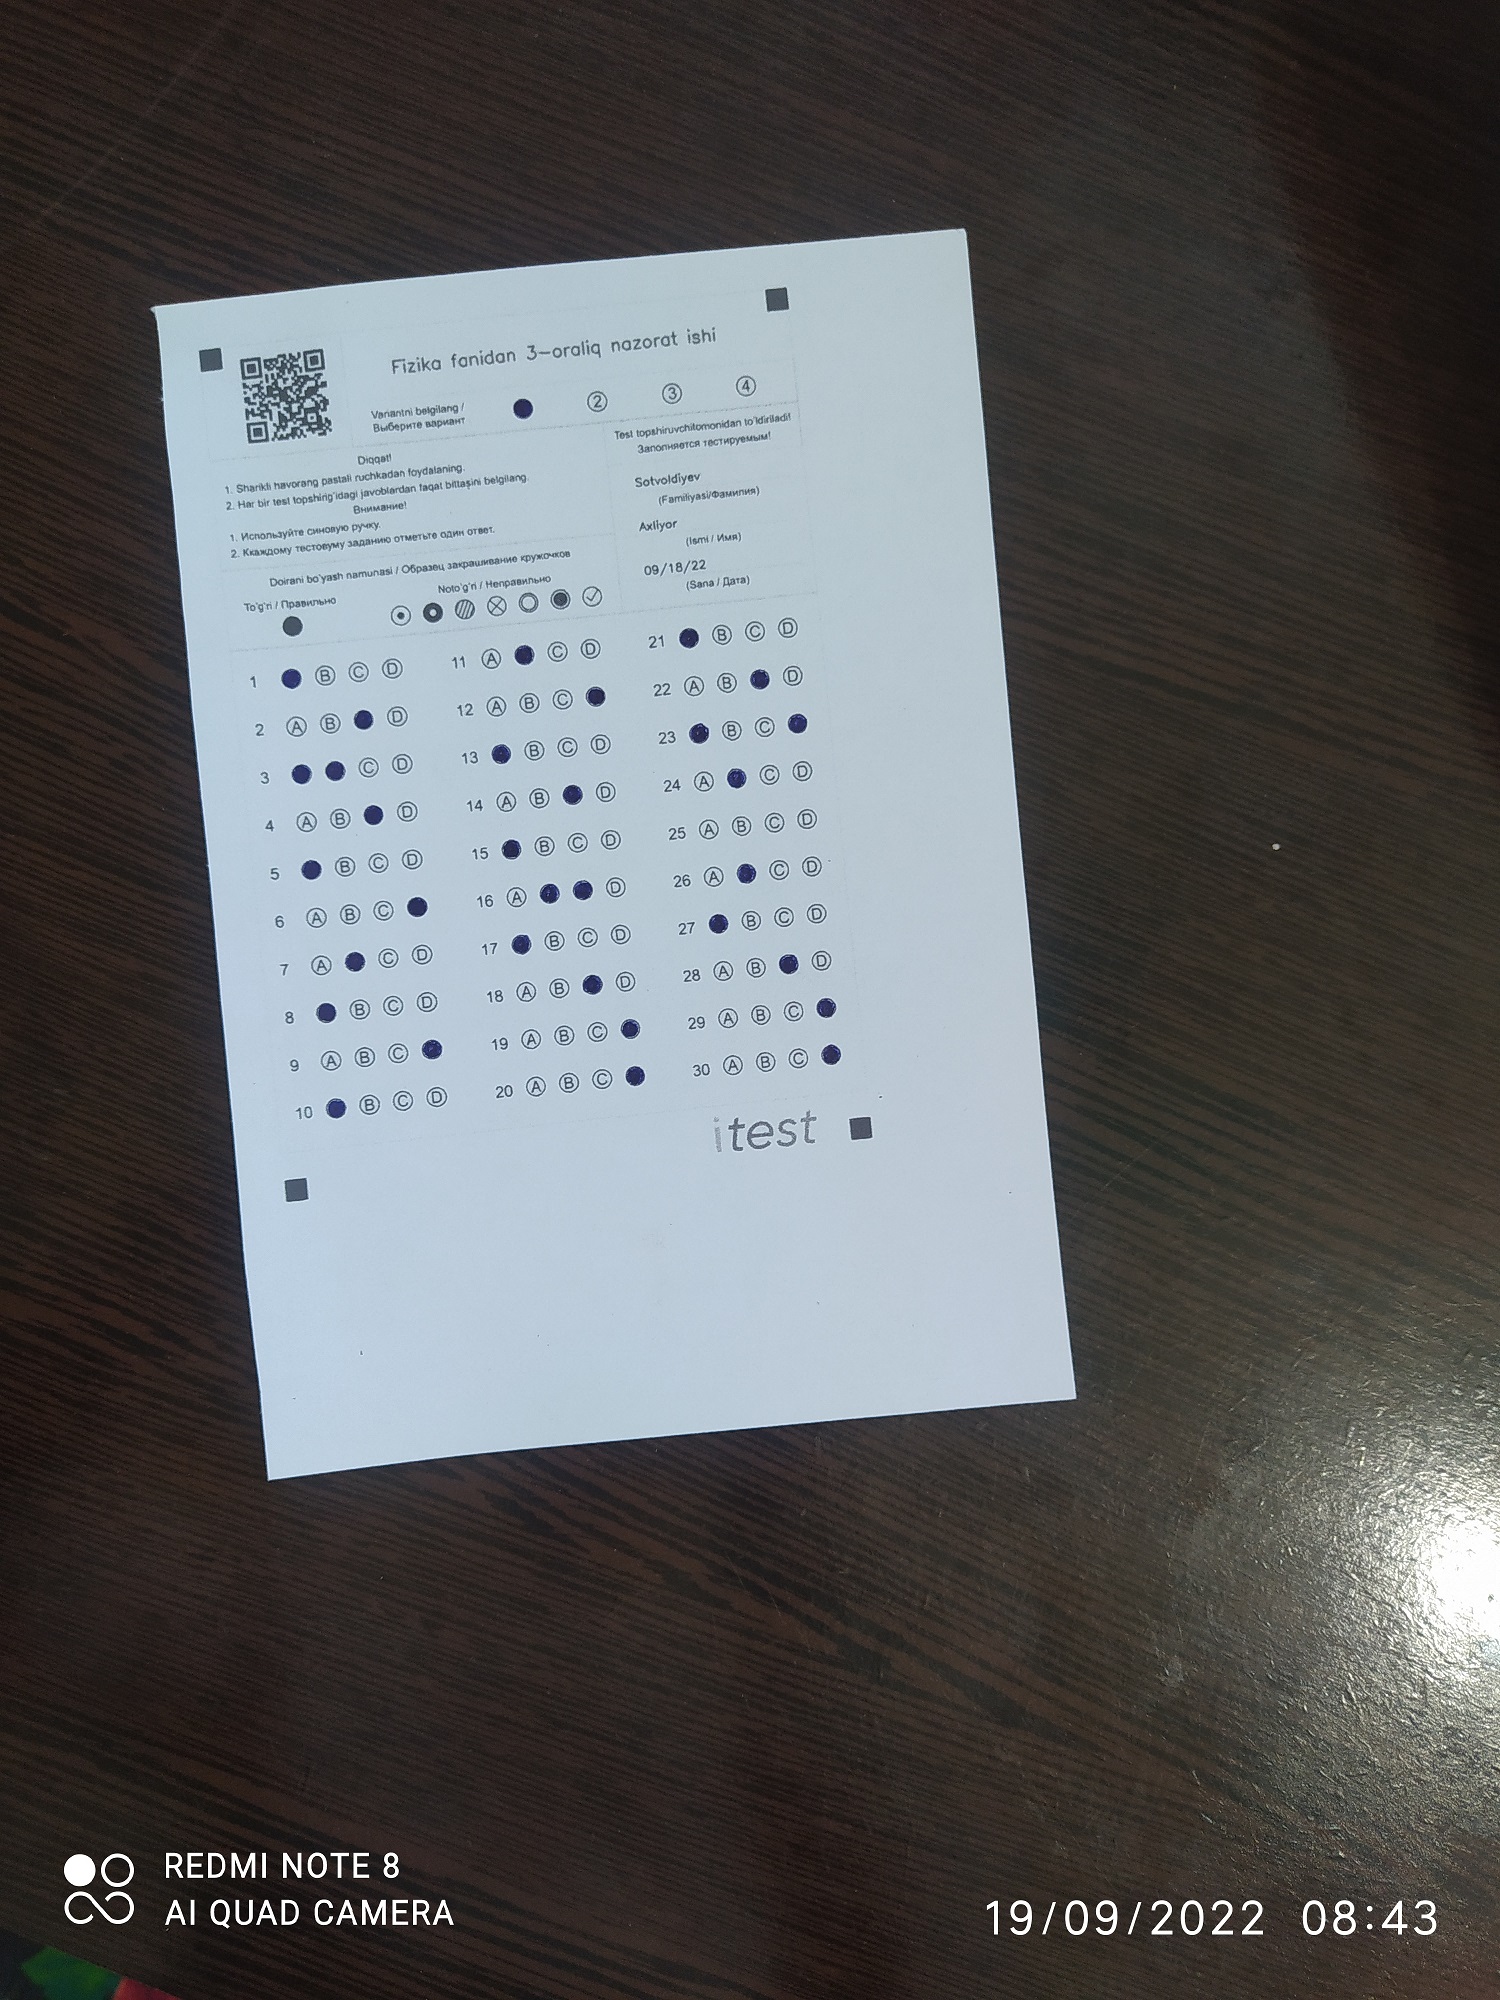 Fizika fanidan 3-oraliq nazorat ishi
Variantni belgilang /
Выберите вариант
2 3 4
Diqqat!
1. Sharikli havorang pastali ruchkadan foydalaning.
2. Har bir test topshirig'idagi javoblardan faqat bittasini belgilang.
Внимание!
1. Используйте синовую ручку.
2. Ккаждому тестовуму заданию отметьте один ответ.
Test topshiruvchitomonidan to'ldiriladi!
Заполняется тестируемым!
Sotvoldiyev
(Familiyasi/Фамилия)
Axliyor
(Ismi / Имя)
09/18/22
(Sana / Дата)
Doirani bo'yash namunasi / Образец закрашивание кружочков
To'g'ri / Правильно
Noto'g'ri / Неправильно
1 B C D
2 A B D
3 C D
4 A B D
5 B C D
6 A B C
7 A C D
8 B C D
9 A B C
10 B C D
11 A C D
12 A B C
13 B C D
14 A B D
15 B C D
16 A D
17 B C D
18 A B D
19 A B C
20 A B C
21 B C D
22 A B D
23 B C
24 A C D
25 A B C D
26 A C D
27 B C D
28 A B D
29 A B C
30 A B C
itest
REDMI NOTE 8
AI QUAD CAMERA
19/09/2022 08:43